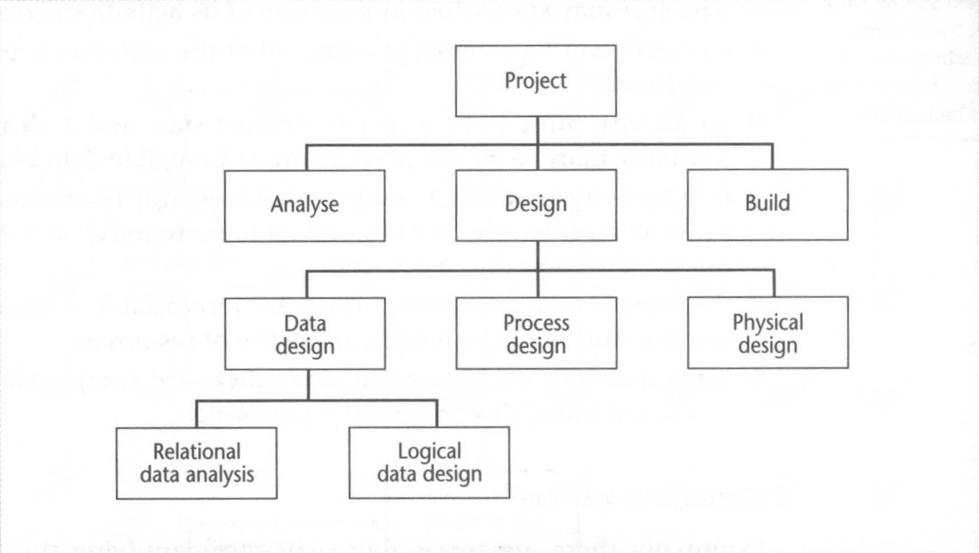 Project
Analyse
Design
Build
Data
design
Process
design
Physical
design
Relational
data analysis
Logical
data design